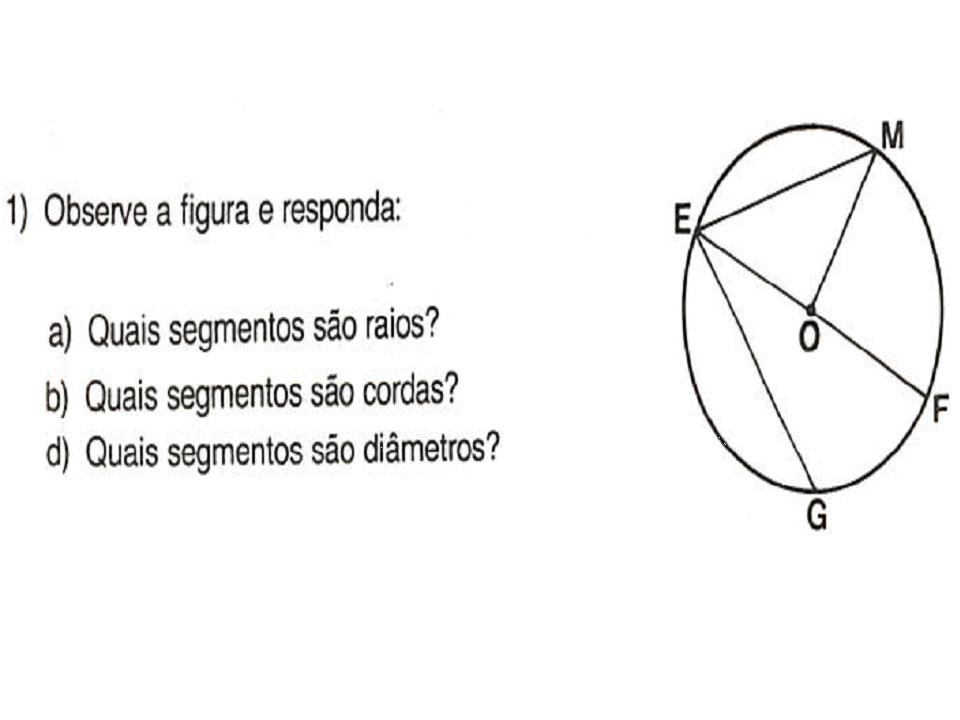 1) Observe a figura e responda:
a) Quais segmentos são raios?
b) Quais segmentos são cordas?
d) Quais segmentos são diâmetros?
M
E
O
F
G